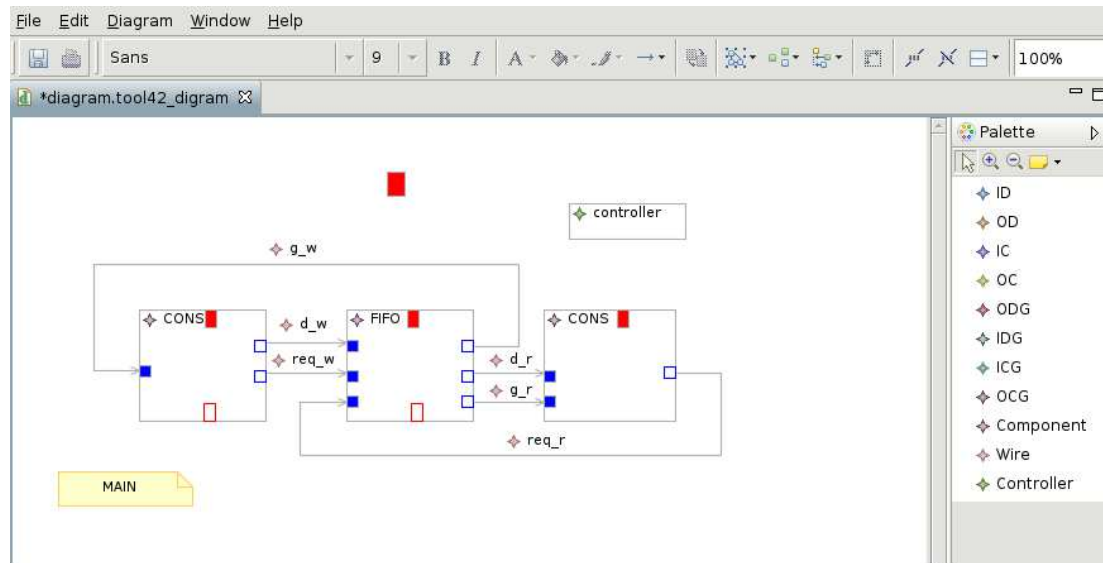 File Edit Diagram Window Help
Sans 9 B I A 100%
*diagram.tool42_digram
Palette
ID
OD
IC
OC
ODG
IDG
ICG
OCG
Component
Wire
Controller
controller
g_w
CONS
d_w
req_w
FIFO
d_r
g_r
CONS
req_r
MAIN